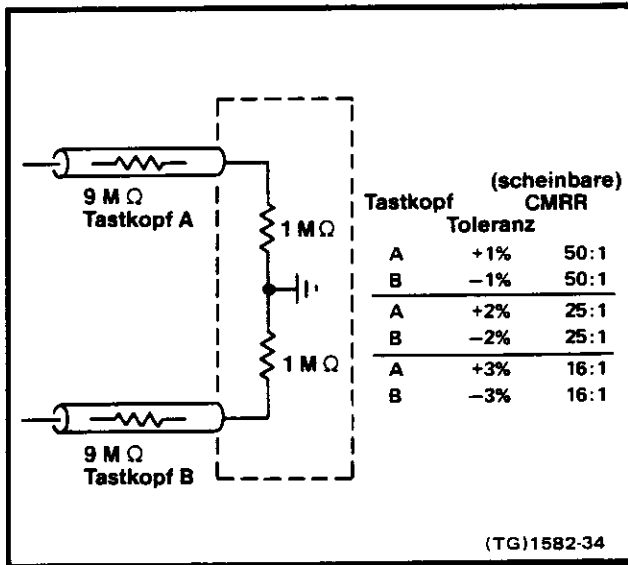 9 M Ω
Tastkopf A
1 M Ω
1 M Ω
9 M Ω
Tastkopf B
(scheinbare)
Tastkopf CMRR
Toleranz
A +1% 50:1
B −1% 50:1
A +2% 25:1
B −2% 25:1
A +3% 16:1
B −3% 16:1
(TG)1582-34